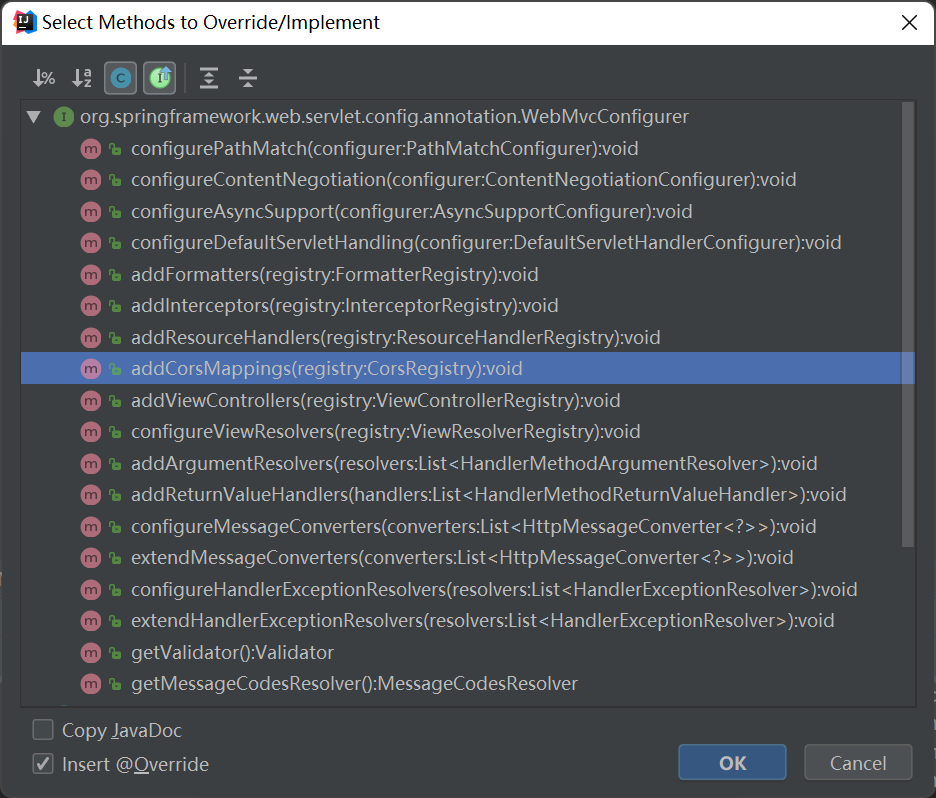 Select Methods to Override/Implement
org.springframework.web.servlet.config.annotation.WebMvcConfigurer
configurePathMatch(configurer:PathMatchConfigurer):void
configureContentNegotiation(configurer:ContentNegotiationConfigurer):void
configureAsyncSupport(configurer:AsyncSupportConfigurer):void
configureDefaultServletHandling(configurer:DefaultServletHandlerConfigurer):void
addFormatters(registry:FormatterRegistry):void
addInterceptors(registry:InterceptorRegistry):void
addResourceHandlers(registry:ResourceHandlerRegistry):void
addCorsMappings(registry:CorsRegistry):void
addViewControllers(registry:ViewControllerRegistry):void
configureViewResolvers(registry:ViewResolverRegistry):void
addArgumentResolvers(resolvers:List<HandlerMethodArgumentResolver>):void
addReturnValueHandlers(handlers:List<HandlerMethodReturnValueHandler>):void
configureMessageConverters(converters:List<HttpMessageConverter<?>>):void
extendMessageConverters(converters:List<HttpMessageConverter<?>>):void
configureHandlerExceptionResolvers(resolvers:List<HandlerExceptionResolver>):void
extendHandlerExceptionResolvers(resolvers:List<HandlerExceptionResolver>):void
getValidator():Validator
getMessageCodesResolver():MessageCodesResolver
Copy JavaDoc
Insert @Override
OK
Cancel